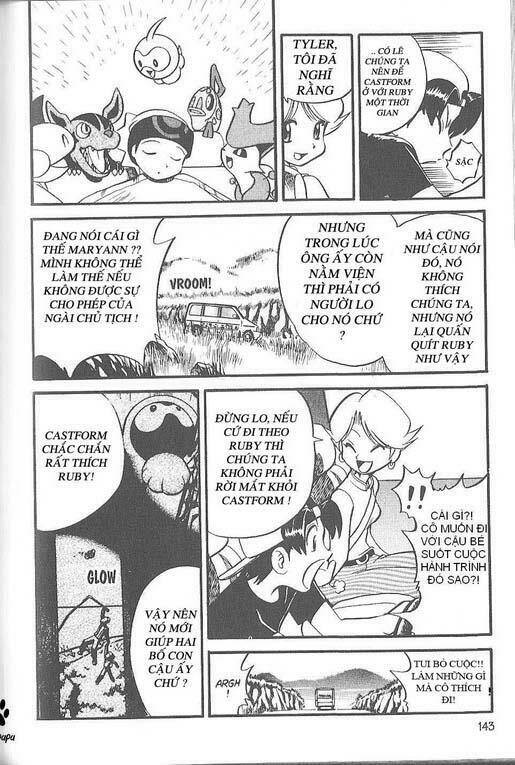 TYLER,
TÔI ĐÃ
NGHĨ
RẰNG
.. CÓ LẼ
CHÚNG TA
NÊN ĐỂ
CASTFORM
Ở VỚI RUBY
MỘT THỜI
GIAN
SẶC
MÀ CŨNG
NHƯ CẬU NÓI
ĐÓ, NÓ
KHÔNG
THÍCH
CHÚNG TA,
NHƯNG NÓ
LẠI QUẤN
QUÍT RUBY
NHƯ VẬY
NHƯNG
TRONG LÚC
ÔNG ẤY CÒN
NẰM VIỆN
THÌ PHẢI CÓ
NGƯỜI LO
CHO NÓ CHỨ
?
VROOM!
ĐANG NÓI CÁI GÌ
THẾ MARYANN ??
MÌNH KHÔNG THỂ
LÀM THẾ NẾU
KHÔNG ĐƯỢC SỰ
CHO PHÉP CỦA
NGÀI CHỦ TỊCH !
ĐỪNG LO, NẾU
CỨ ĐI THEO
RUBY THÌ
CHÚNG TA
KHÔNG PHẢI
RỜI MẮT KHỎI
CASTFORM !
!!
CÁI GÌ?!
CÔ MUỐN ĐI
VỚI CẬU BÉ
SUỐT CUỘC
HÀNH TRÌNH
ĐÓ SAO?!
CASTFORM
CHẮC CHẮN
RẤT THÍCH
RUBY!
GLOW
VẬY NÊN
NÓ MỚI
GIÚP HAI
BỐ CON
CẬU ẤY
CHỨ ?
ARGH
!
TUI BỎ CUỘC!!
LÀM NHỮNG GÌ
MÀ CÔ THÍCH
ĐI!
143